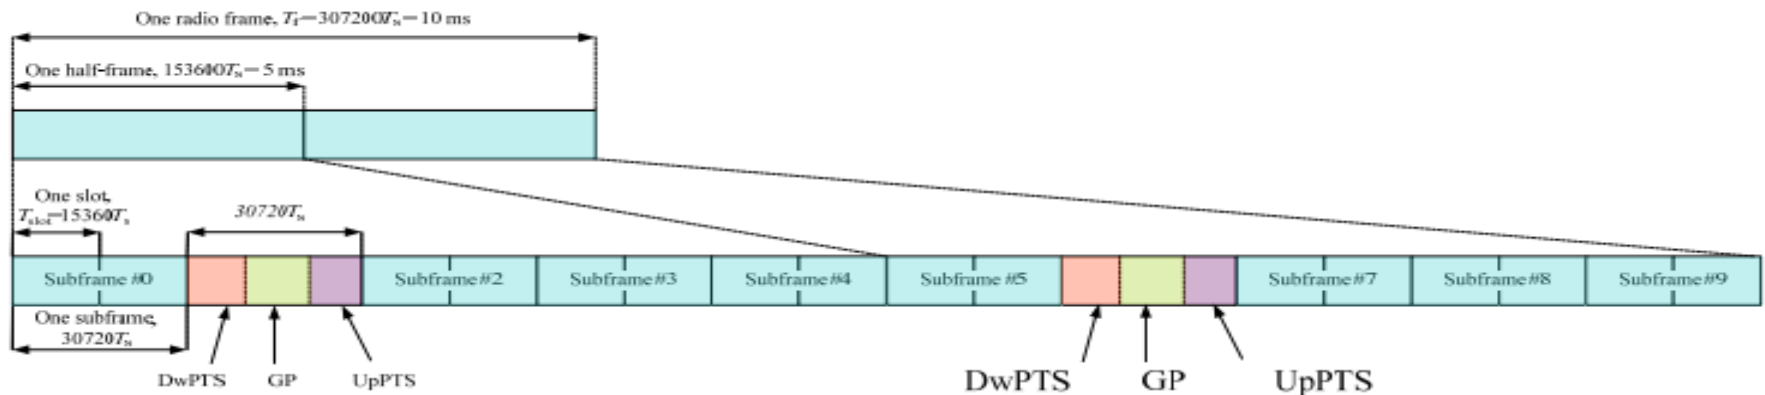 One radio frame, Tf=307200Ts=10 ms
One half-frame, 153600Ts=5 ms
One slot,
Tslot=15360Ts
30720Ts
Subframe #0
Subframe #2
Subframe #3
Subframe #4
Subframe #5
Subframe #7
Subframe #8
Subframe #9
One subframe,
30720Ts
DwPTS
GP
UpPTS
DwPTS
GP
UpPTS